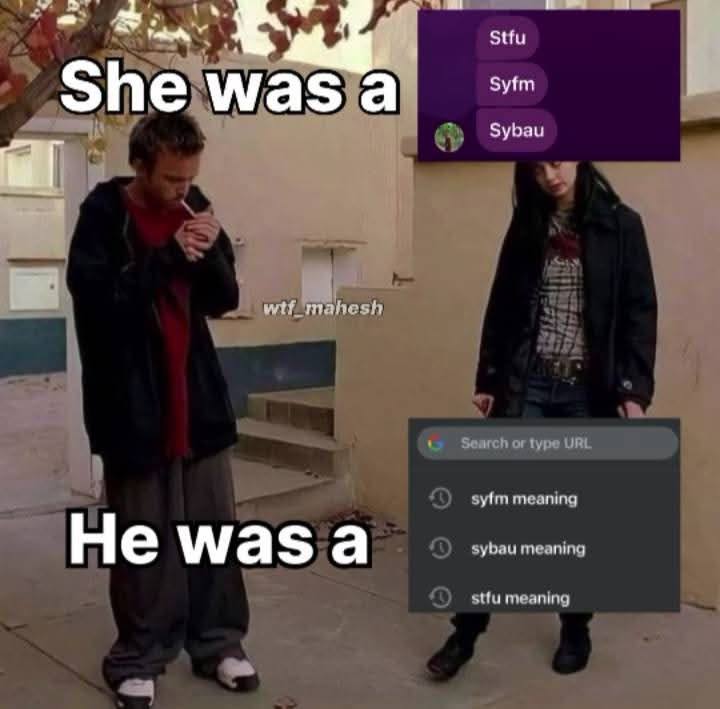 She was a
Stfu
Syfm
Sybau
wtf_mahesh
He was a
Search or type URL
syfm meaning
sybau meaning
stfu meaning